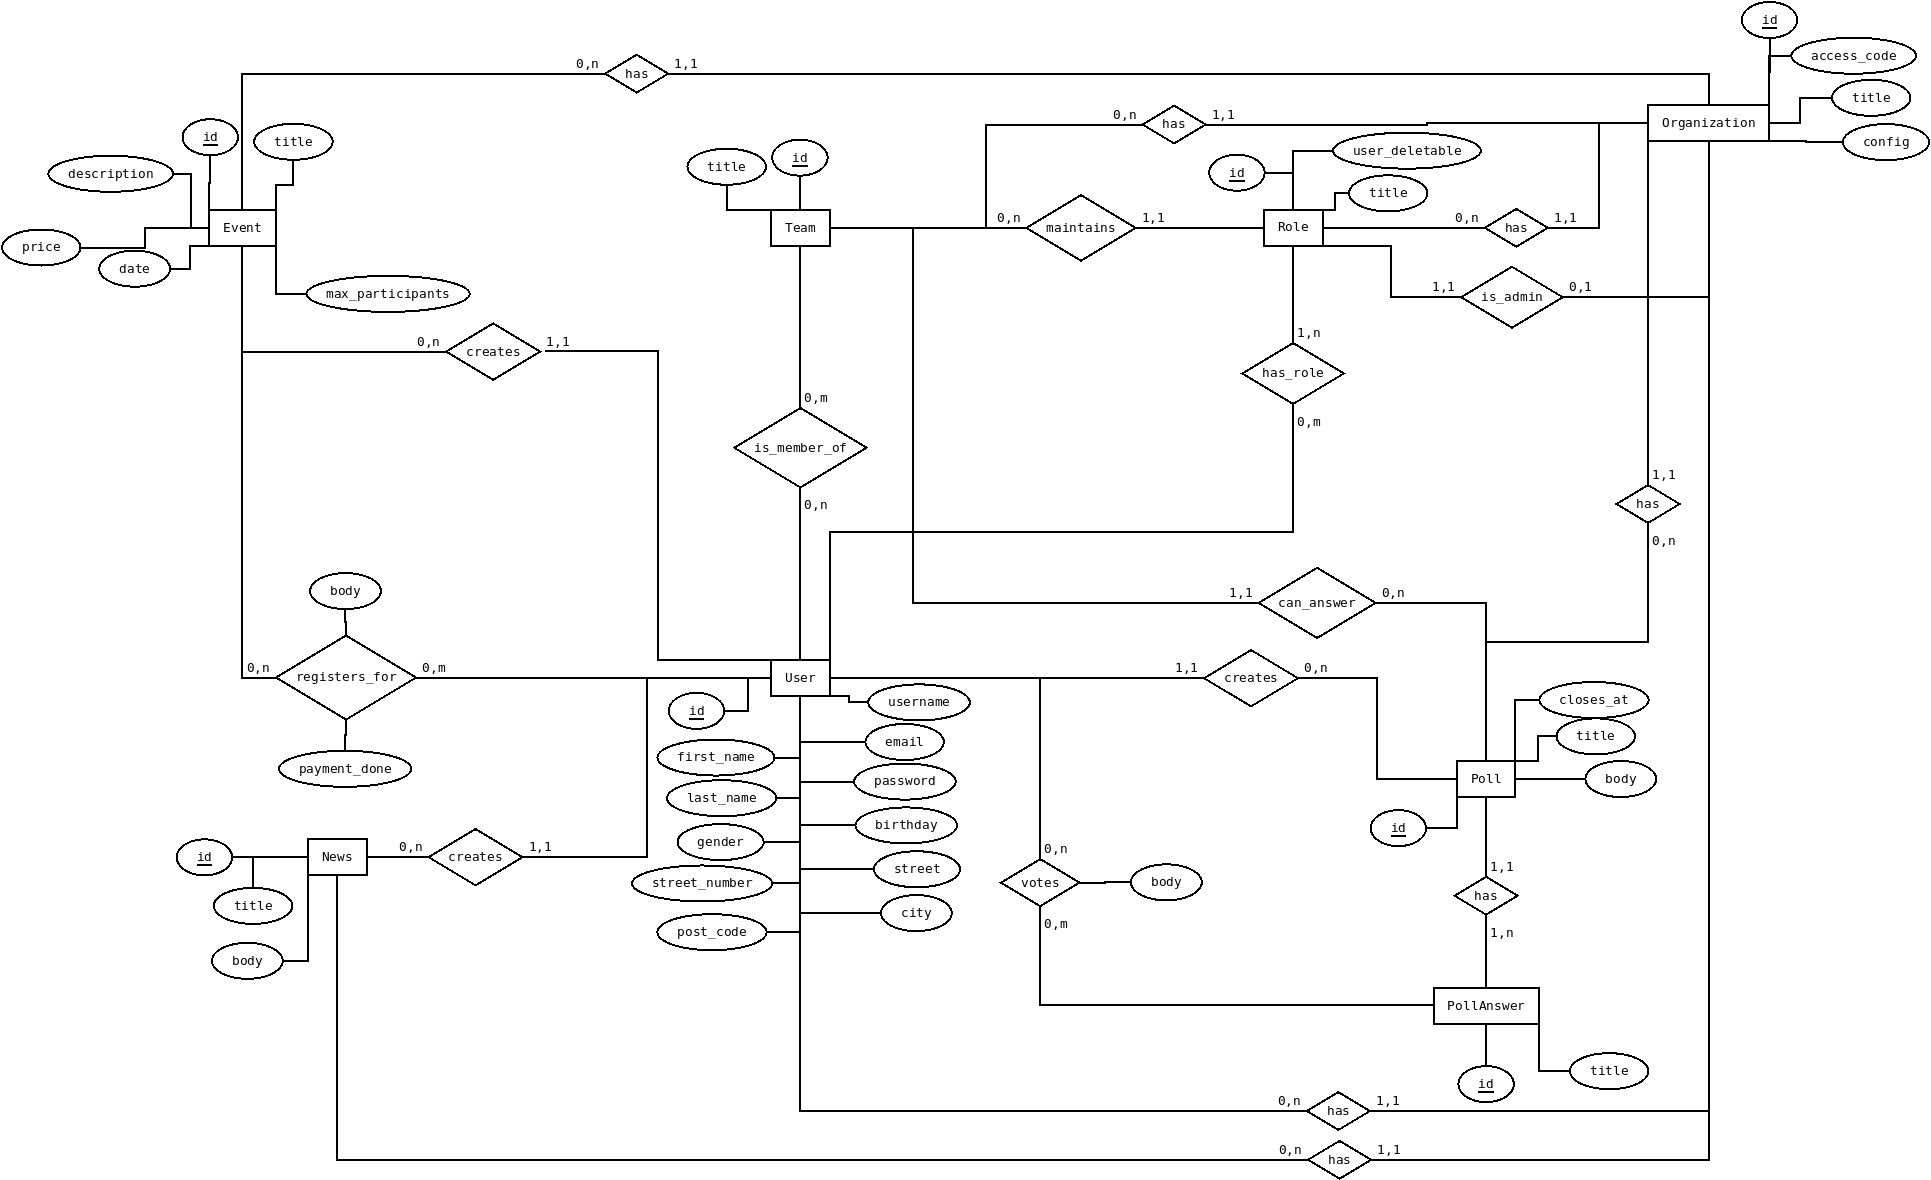 id
access_code
0,n
has
1,1
title
0,n
has
1,1
Organization
id
title
config
title
id
user_deletable
description
id
title
price
Event
Team
0,n
maintains
1,1
Role
0,n
has
1,1
date
max_participants
1,1
is_admin
0,1
0,n
creates
1,1
1,n
has_role
0,m
0,m
is_member_of
0,n
1,1
has
0,n
body
1,1
can_answer
0,n
0,n
registers_for
0,m
User
1,1
creates
0,n
id
username
closes_at
email
title
first_name
payment_done
password
Poll
body
last_name
birthday
id
gender
id
News
0,n
creates
1,1
0,n
street
1,1
street_number
votes
body
has
title
city
0,m
1,n
post_code
body
PollAnswer
title
id
0,n
has
1,1
0,n
has
1,1